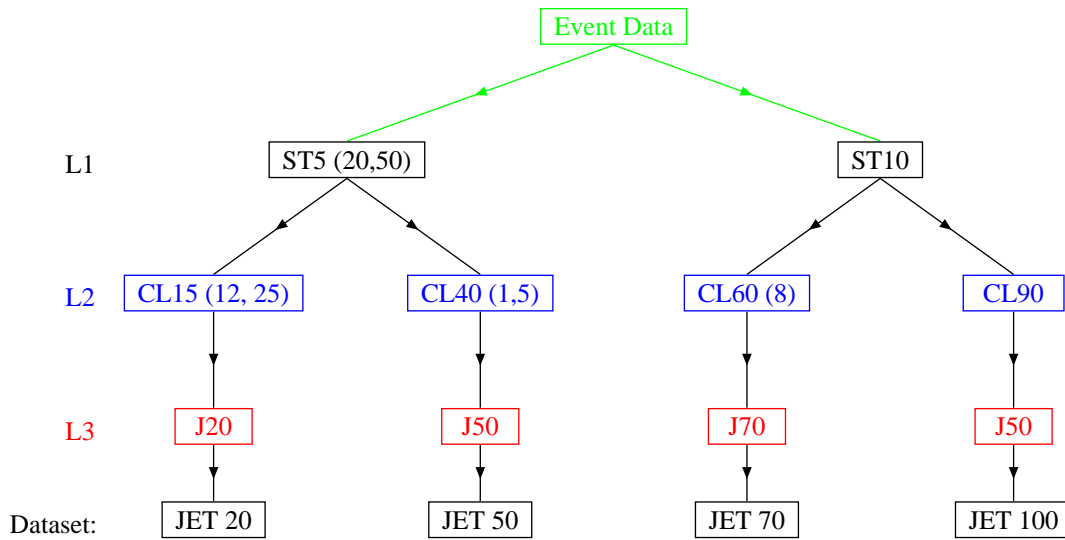 Event Data
L1 ST5 (20,50) ST10
L2 CL15 (12, 25) CL40 (1,5) CL60 (8) CL90
L3 J20 J50 J70 J50
Dataset: JET 20 JET 50 JET 70 JET 100